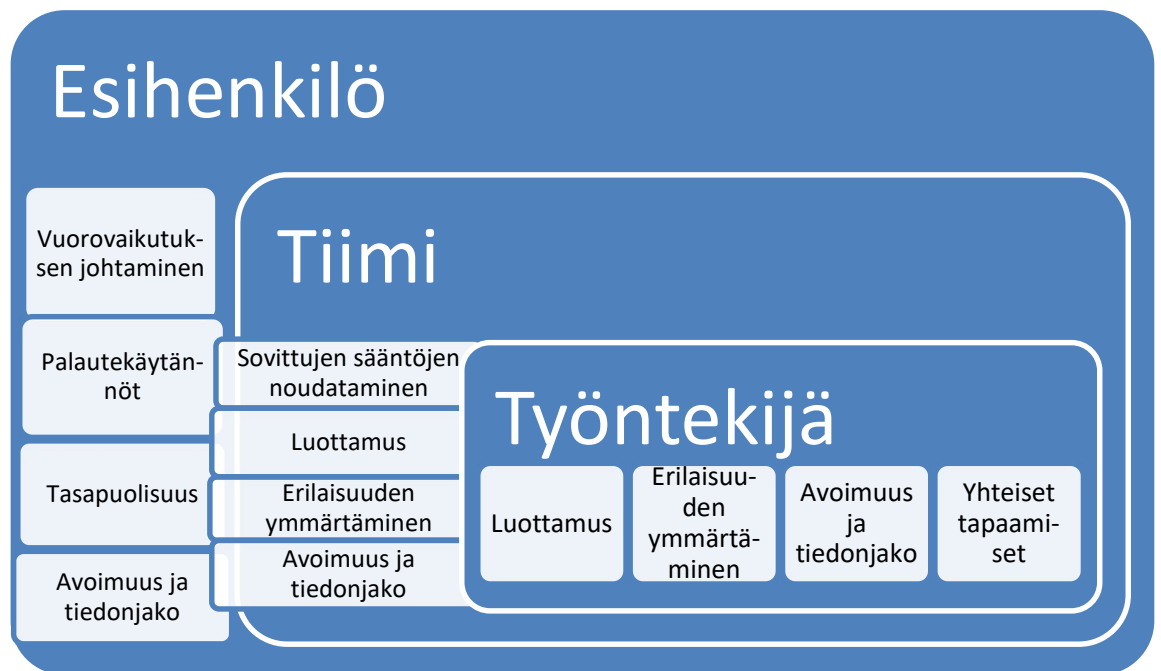 Esihenkilö
Vuorovaikutuk-
sen johtaminen
Palautekäytän-
nöt
Tasapuolisuus
Avoimuus ja
tiedonjako
Tiimi
Sovittujen sääntöjen
noudataminen
Luottamus
Erilaisuuden
ymmärtäminen
Avoimuus ja
tiedonjako
Työntekijä
Luottamus
Erilaisuu-
den
ymmärtä-
minen
Avoimuus
ja
tiedonjako
Yhteiset
tapaami-
set